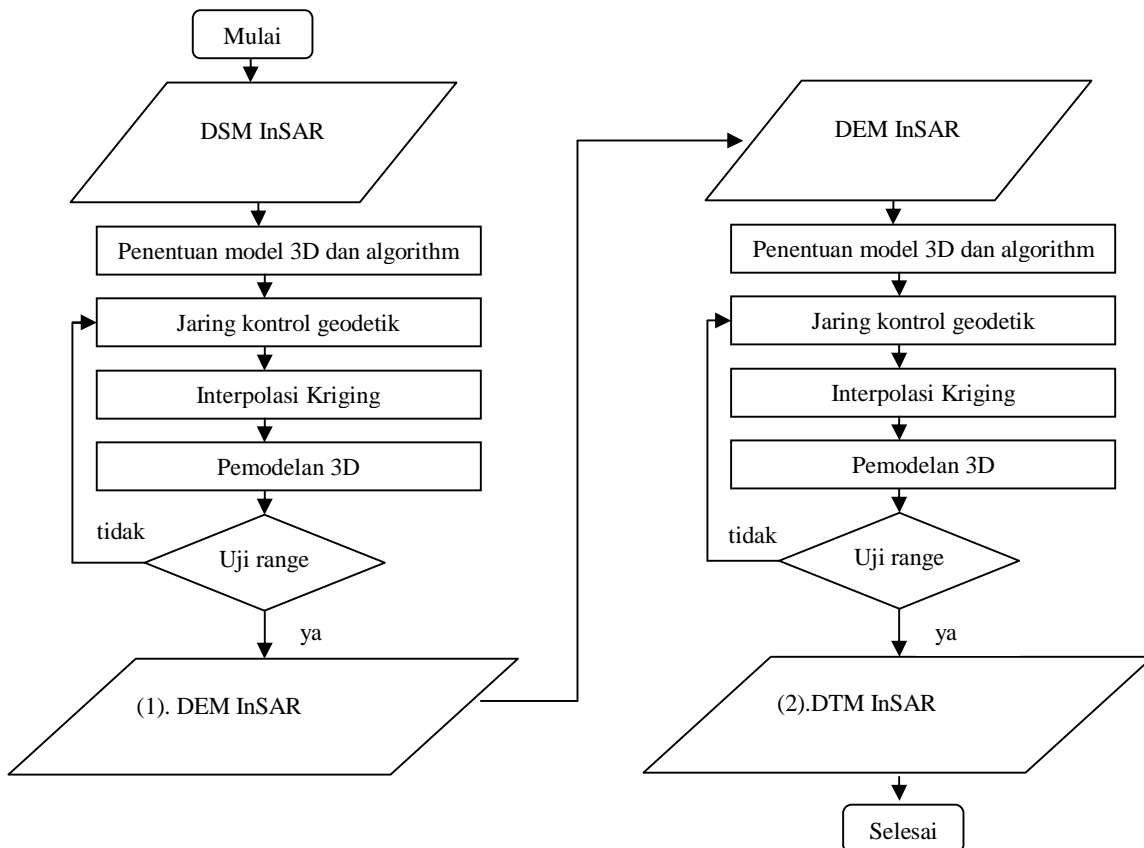 Mulai
DSM InSAR
Penentuan model 3D dan algorithm
Jaring kontrol geodetik
Interpolasi Kriging
Pemodelan 3D
tidak
Uji range
ya
(1). DEM InSAR
DEM InSAR
Penentuan model 3D dan algorithm
Jaring kontrol geodetik
Interpolasi Kriging
Pemodelan 3D
tidak
Uji range
ya
(2).DTM InSAR
Selesai